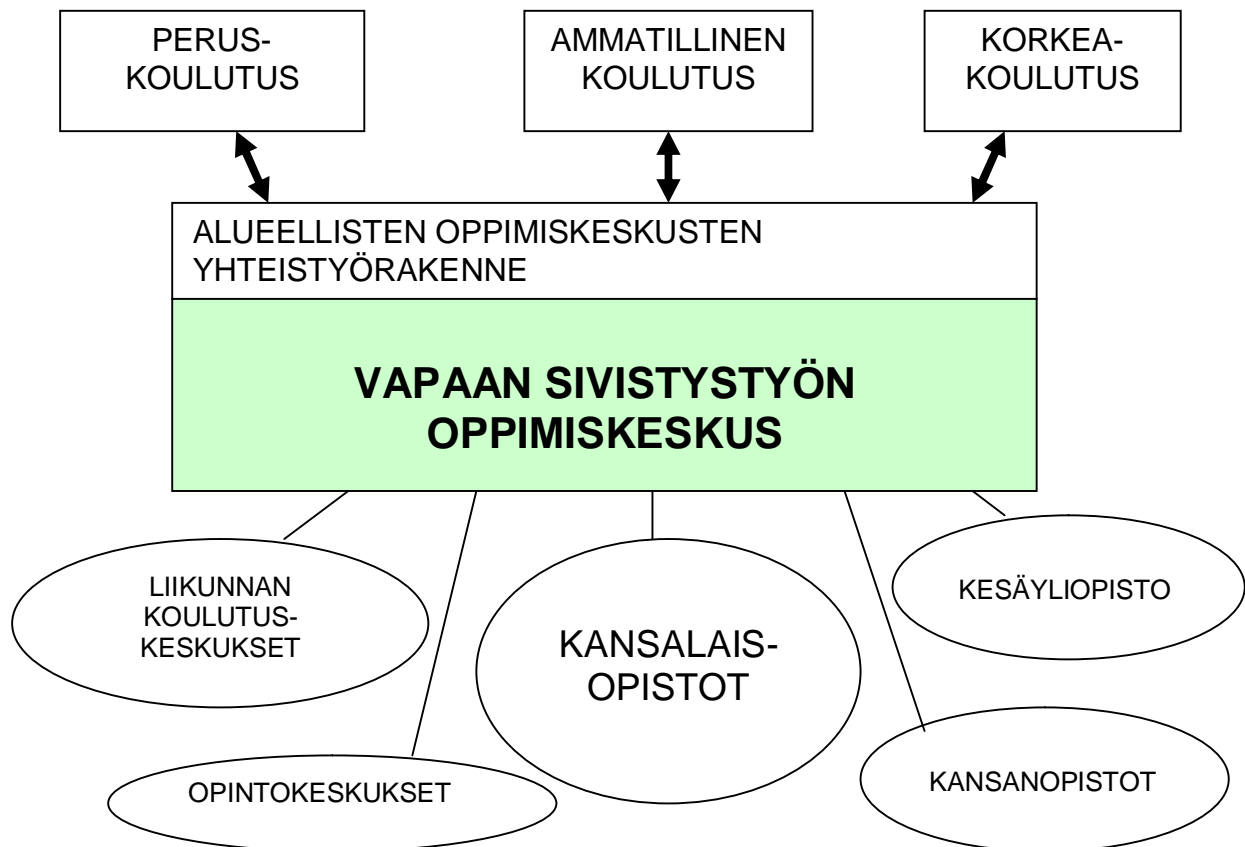 PERUS-
KOULUTUS
AMMATILLINEN
KOULUTUS
KORKEA-
KOULUTUS
ALUEELLISTEN OPPIMISKESKUSTEN
YHTEISTYÖRAKENNE
VAPAAN SIVISTYSTYÖN
OPPIMISKESKUS
LIIKUNNAN
KOULUTUS-
KESKUKSET
KANSALAIS-
OPISTOT
KESÄYLIOPISTO
OPINTOKESKUKSET
KANSANOPISTOT